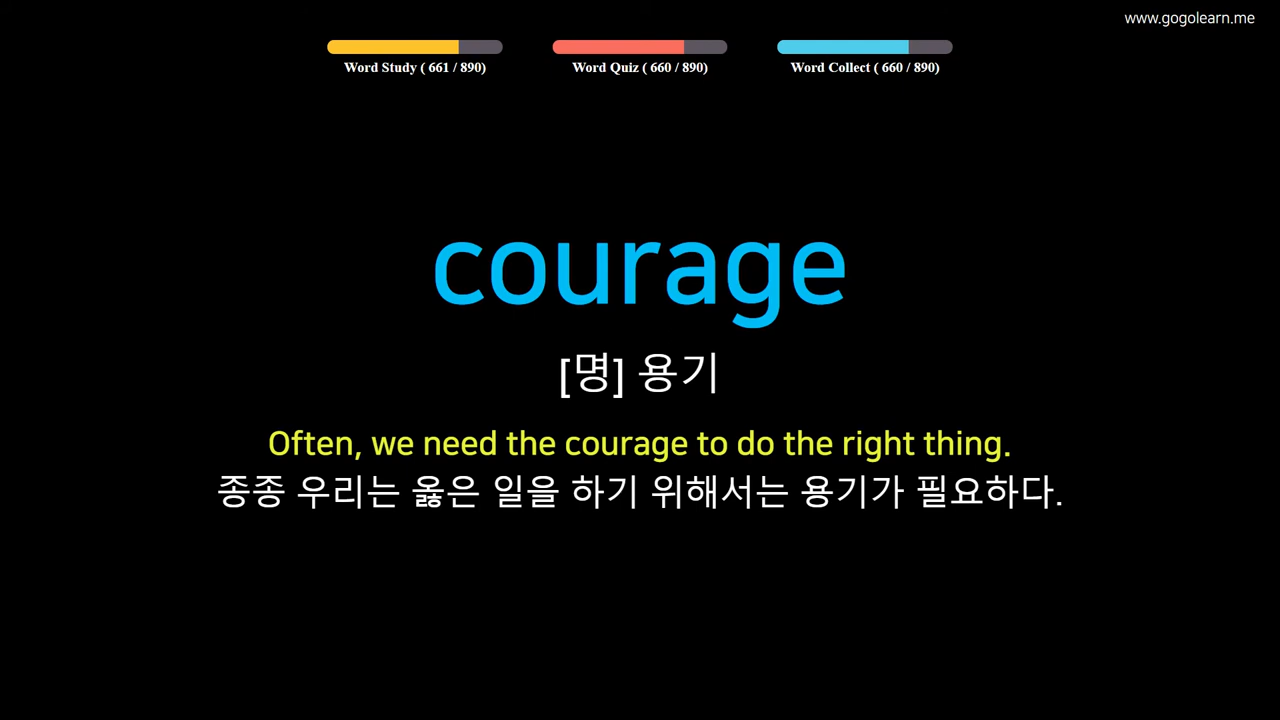 www.gogolearn.me
Word Study ( 661 / 890)
Word Quiz ( 660 / 890)
Word Collect ( 660 / 890)
courage
[명] 용기
Often, we need the courage to do the right thing.
종종 우리는 옳은 일을 하기 위해서는 용기가 필요하다.